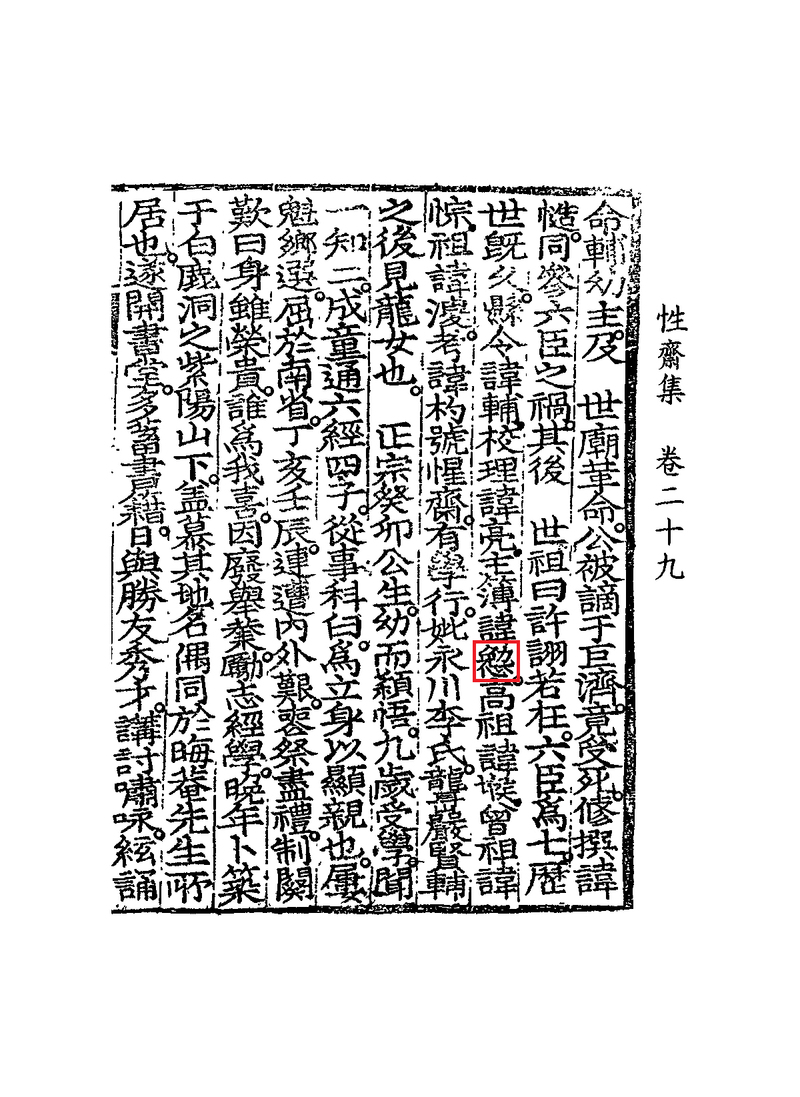 性齋集 卷二十九
命輔幼主及 世廟革命公被謫于巨濟竟受死修撰諱
慥同參六臣之禍其後 世祖曰許詡若在六臣爲七歷
世旣久縣令諱輔校理諱亮主簿諱 高祖諱 曾祖諱
悰祖諱 考諱杓號惺齋有學行妣永川李氏聾巖賢輔
之後見龍女也 正宗癸卯公生幼而穎悟九歲受學聞
一知二成童通六經四子從事科臼爲立身以顯親也屢
魁鄕選屈於南省丁亥壬辰連遭內外艱喪祭盡禮制闋
歎曰身雖榮貴誰爲我喜因廢擧業勵志經學晩年卜築
于白鹿洞之紫陽山下盖慕其地名偶同於晦菴先生所
居也遂開書堂多蓄書籍日與勝友秀才講討嘯咏絃誦